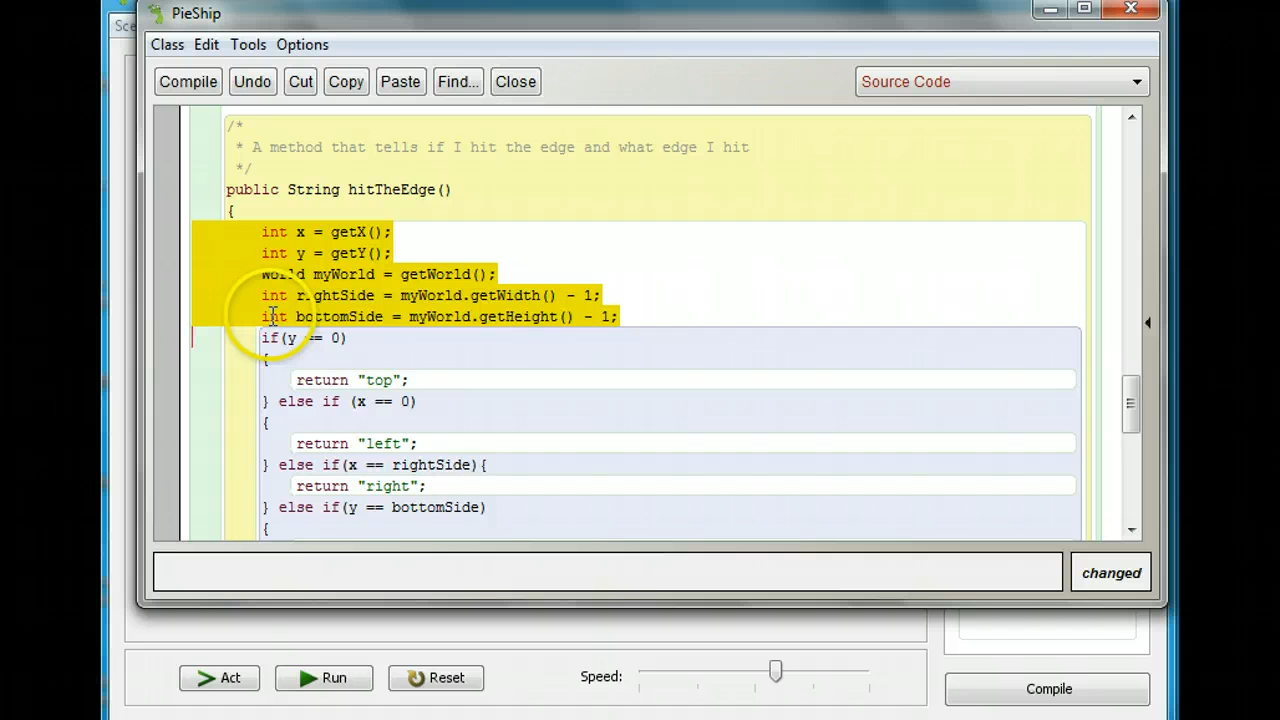 PieShip
Sce
Class Edit Tools Options
Compile Undo Cut Copy Paste Find... Close Source Code
/*
* A method that tells if I hit the edge and what edge I hit
*/
public String hitTheEdge()
{
int x = getX();
int y = getY();
World myWorld = getWorld();
int rightSide = myWorld.getWidth() - 1;
int bottomSide = myWorld.getHeight() - 1;
if(y == 0)
{
return "top";
} else if (x == 0)
{
return "left";
} else if(x == rightSide){
return "right";
} else if(y == bottomSide)
{
changed
Act Run Reset Speed: Compile